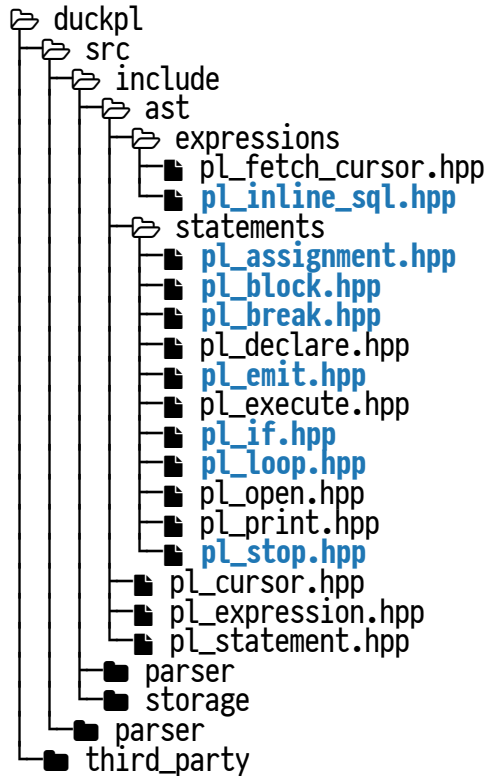 duckpl
src
include
ast
expressions
pl_fetch_cursor.hpp
pl_inline_sql.hpp
statements
pl_assignment.hpp
pl_block.hpp
pl_break.hpp
pl_declare.hpp
pl_emit.hpp
pl_execute.hpp
pl_if.hpp
pl_loop.hpp
pl_open.hpp
pl_print.hpp
pl_stop.hpp
pl_cursor.hpp
pl_expression.hpp
pl_statement.hpp
parser
storage
parser
third_party